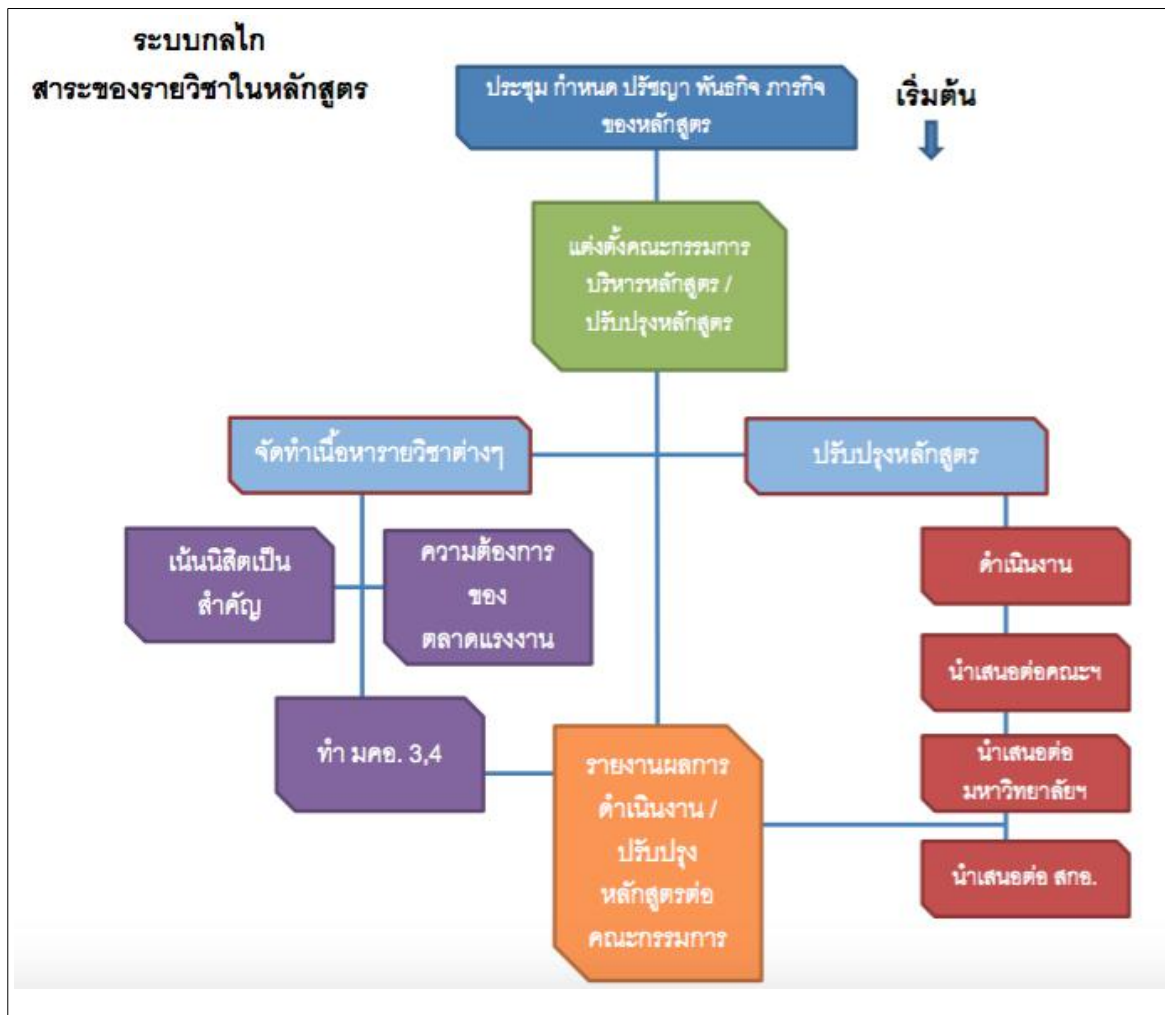 ระบบกลไก
สาระของรายวิชาในหลักสูตร
ประชุม กำหนด ปรัชญา พันธกิจ ภารกิจ
ของหลักสูตร
เริ่มต้น
แต่งตั้งคณะกรรมการ
บริหารหลักสูตร /
ปรับปรุงหลักสูตร
จัดทำเนื้อหารายวิชาต่างๆ
ปรับปรุงหลักสูตร
เน้นนิสิตเป็น
สำคัญ
ความต้องการ
ของ
ตลาดแรงงาน
ทำ มคอ. 3,4
ดำเนินงาน
นำเสนอต่อคณะฯ
นำเสนอต่อ
มหาวิทยาลัยฯ
นำเสนอต่อ สกอ.
รายงานผลการ
ดำเนินงาน /
ปรับปรุง
หลักสูตรต่อ
คณะกรรมการ